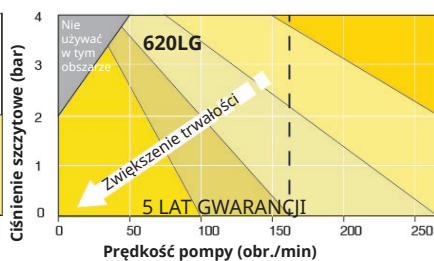 Ciśnienie szczytowe (bar)
4
3
2
1
0
Nie
używać
w tym
obszarze
620LG
Zwiększenie trwałości
5 LAT GWARANCJI
0 50 100 150 200 250
Prędkość pompy (obr./min)